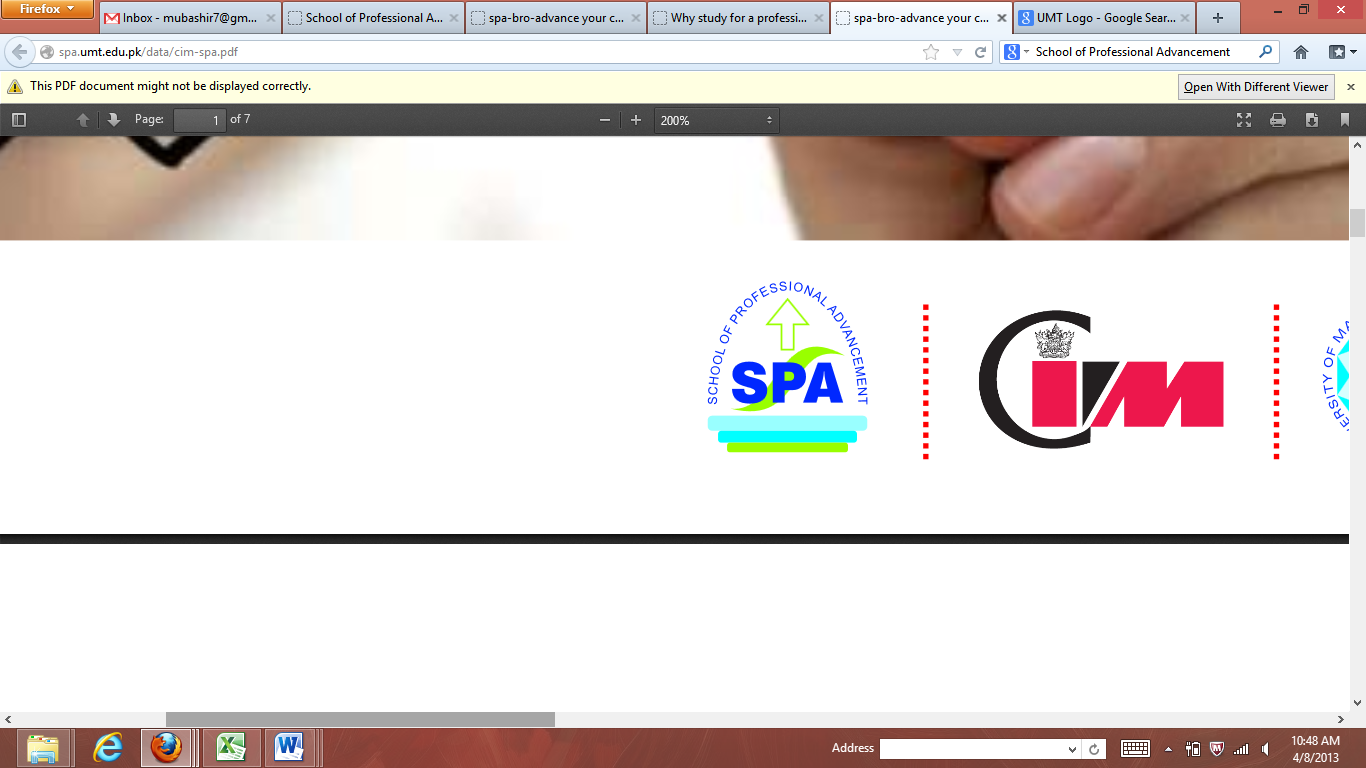 Firefox
Inbox - mubashir7@gm...
School of Professional A...
spa-bro-advance your c...
Why study for a professi...
spa-bro-advance your c...
UMT Logo - Google Sear...
spa.umt.edu.pk/data/cim-spa.pdf
School of Professional Advancement
This PDF document might not be displayed correctly.
Open With Different Viewer
Page: 1 of 7
200%
SCHOOL OF PROFESSIONAL ADVANCEMENT
SPA
CIM
ERSITY OF MA
Address
10:48 AM
4/8/2013